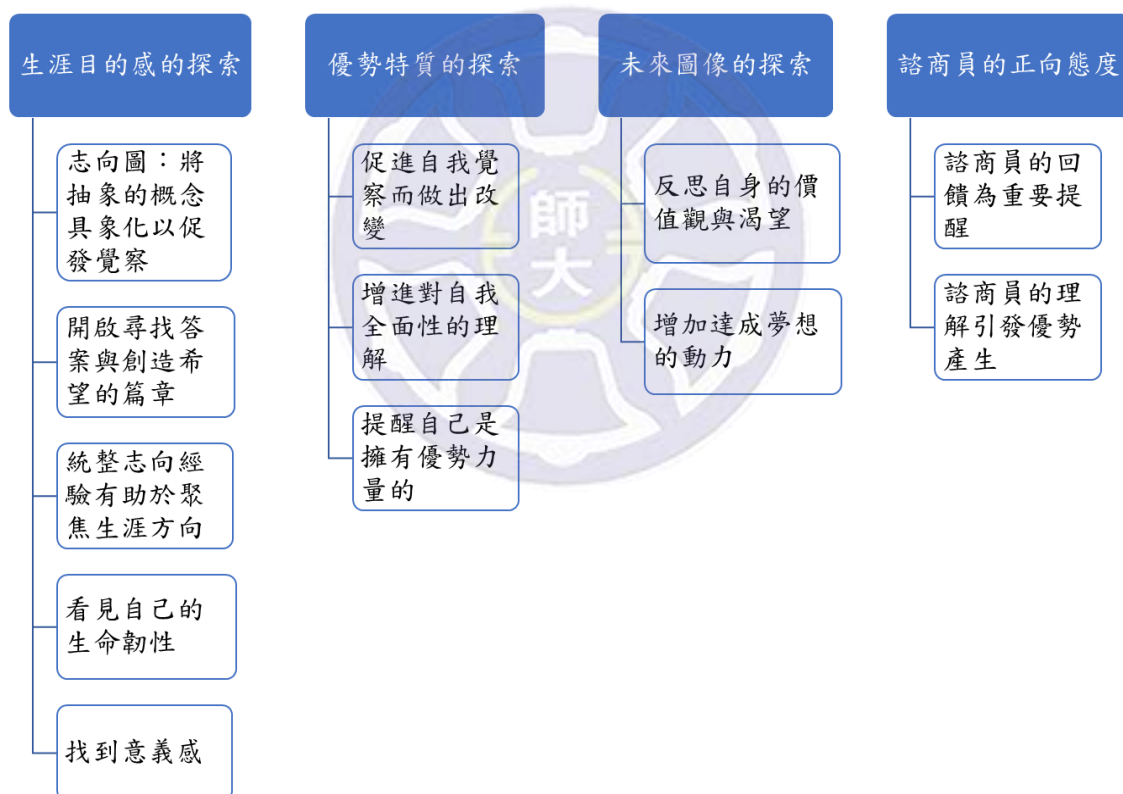 生涯目的感的探索
志向圖：將
抽象的概念
具象化以促
發覺察
開啟尋找答
案與創造希
望的篇章
統整志向經
驗有助於聚
焦生涯方向
看見自己的
生命韌性
找到意義感
優勢特質的探索
促進自我覺
察而做出改
變
增進對自我
全面性的理
解
提醒自己是
擁有優勢力
量的
未來圖像的探索
反思自身的價
值觀與渴望
增加達成夢想
的動力
諮商員的正向態度
諮商員的回
饋為重要提
醒
諮商員的理
解引發優勢
產生
師
大